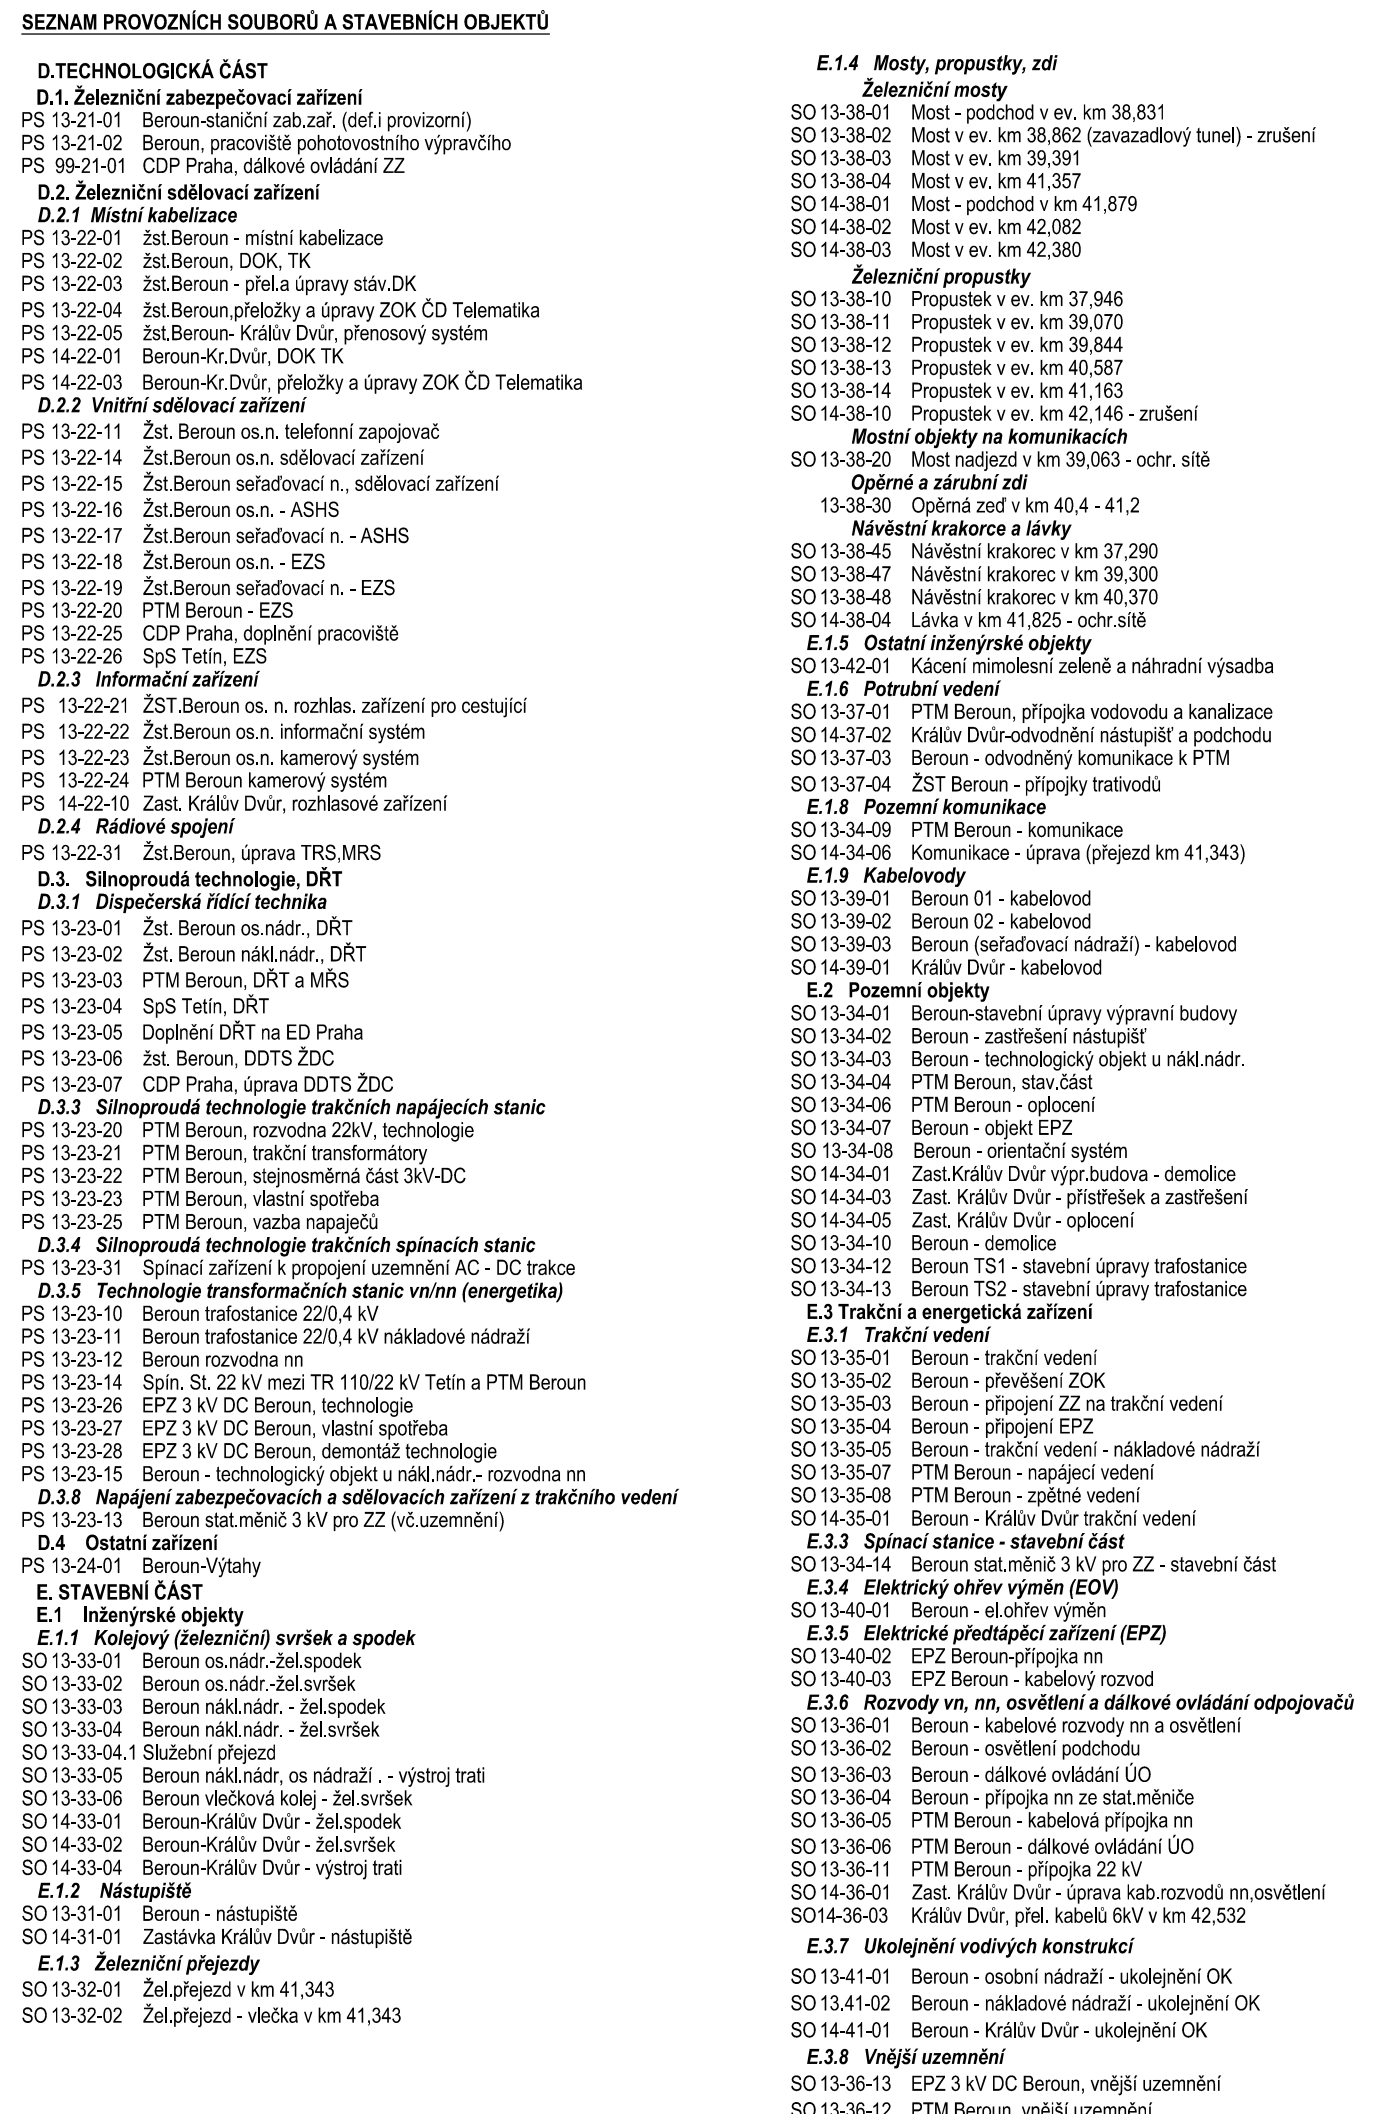 SEZNAM PROVOZNÍCH SOUBORŮ A STAVEBNÍCH OBJEKTŮ
D.TECHNOLOGICKÁ ČÁST
D.1. Železniční zabezpečovací zařízení
PS 13-21-01 Beroun-staniční zab.zař. (def.i provizorní)
PS 13-21-02 Beroun, pracoviště pohotovostního výpravčího
PS 99-21-01 CDP Praha, dálkové ovládání ZZ
D.2. Železniční sdělovací zařízení
D.2.1 Místní kabelizace
PS 13-22-01 žst.Beroun - místní kabelizace
PS 13-22-02 žst.Beroun, DOK, TK
PS 13-22-03 žst.Beroun - přel.a úpravy stáv.DK
PS 13-22-04 žst.Beroun,přeložky a úpravy ZOK ČD Telematika
PS 13-22-05 žst.Beroun- Králův Dvůr, přenosový systém
PS 14-22-01 Beroun-Kr.Dvůr, DOK TK
PS 14-22-03 Beroun-Kr.Dvůr, přeložky a úpravy ZOK ČD Telematika
D.2.2 Vnitřní sdělovací zařízení
PS 13-22-11 Žst. Beroun os.n. telefonní zapojovač
PS 13-22-14 Žst.Beroun os.n. sdělovací zařízení
PS 13-22-15 Žst.Beroun seřaďovací n., sdělovací zařízení
PS 13-22-16 Žst.Beroun os.n. - ASHS
PS 13-22-17 Žst.Beroun seřaďovací n. - ASHS
PS 13-22-18 Žst.Beroun os.n. - EZS
PS 13-22-19 Žst.Beroun seřaďovací n. - EZS
PS 13-22-20 PTM Beroun - EZS
PS 13-22-25 CDP Praha, doplnění pracoviště
PS 13-22-26 SpS Tetín, EZS
D.2.3 Informační zařízení
PS 13-22-21 ŽST.Beroun os. n. rozhlas. zařízení pro cestující
PS 13-22-22 Žst.Beroun os.n. informační systém
PS 13-22-23 Žst.Beroun os.n. kamerový systém
PS 13-22-24 PTM Beroun kamerový systém
PS 14-22-10 Zast. Králův Dvůr, rozhlasové zařízení
D.2.4 Rádiové spojení
PS 13-22-31 Žst.Beroun, úprava TRS,MRS
D.3. Silnoproudá technologie, DŘT
D.3.1 Dispečerská řídící technika
PS 13-23-01 Žst. Beroun os.nádr., DŘT
PS 13-23-02 Žst. Beroun nákl.nádr., DŘT
PS 13-23-03 PTM Beroun, DŘT a MŘS
PS 13-23-04 SpS Tetín, DŘT
PS 13-23-05 Doplnění DŘT na ED Praha
PS 13-23-06 žst. Beroun, DDTS ŽDC
PS 13-23-07 CDP Praha, úprava DDTS ŽDC
D.3.3 Silnoproudá technologie trakčních napájecích stanic
PS 13-23-20 PTM Beroun, rozvodna 22kV, technologie
PS 13-23-21 PTM Beroun, trakční transformátory
PS 13-23-22 PTM Beroun, stejnosměrná část 3kV-DC
PS 13-23-23 PTM Beroun, vlastní spotřeba
PS 13-23-25 PTM Beroun, vazba napaječů
D.3.4 Silnoproudá technologie trakčních spínacích stanic
PS 13-23-31 Spínací zařízení k propojení uzemnění AC - DC trakce
D.3.5 Technologie transformačních stanic vn/nn (energetika)
PS 13-23-10 Beroun trafostanice 22/0,4 kV
PS 13-23-11 Beroun trafostanice 22/0,4 kV nákladové nádraží
PS 13-23-12 Beroun rozvodna nn
PS 13-23-14 Spín. St. 22 kV mezi TR 110/22 kV Tetín a PTM Beroun
PS 13-23-26 EPZ 3 kV DC Beroun, technologie
PS 13-23-27 EPZ 3 kV DC Beroun, vlastní spotřeba
PS 13-23-28 EPZ 3 kV DC Beroun, demontáž technologie
PS 13-23-15 Beroun - technologický objekt u nákl.nádr.- rozvodna nn
D.3.8 Napájení zabezpečovacích a sdělovacích zařízení z trakčního vedení
PS 13-23-13 Beroun stat.měnič 3 kV pro ZZ (vč.uzemnění)
D.4 Ostatní zařízení
PS 13-24-01 Beroun-Výtahy
E. STAVEBNÍ ČÁST
E.1 Inženýrské objekty
E.1.1 Kolejový (železniční) svršek a spodek
SO 13-33-01 Beroun os.nádr.-žel.spodek
SO 13-33-02 Beroun os.nádr.-žel.svršek
SO 13-33-03 Beroun nákl.nádr. - žel.spodek
SO 13-33-04 Beroun nákl.nádr. - žel.svršek
SO 13-33-04.1 Služební přejezd
SO 13-33-05 Beroun nákl.nádr, os nádraží . - výstroj trati
SO 13-33-06 Beroun vlečková kolej - žel.svršek
SO 14-33-01 Beroun-Králův Dvůr - žel.spodek
SO 14-33-02 Beroun-Králův Dvůr - žel.svršek
SO 14-33-04 Beroun-Králův Dvůr - výstroj trati
E.1.2 Nástupiště
SO 13-31-01 Beroun - nástupiště
SO 14-31-01 Zastávka Králův Dvůr - nástupiště
E.1.3 Železniční přejezdy
SO 13-32-01 Žel.přejezd v km 41,343
SO 13-32-02 Žel.přejezd - vlečka v km 41,343
E.1.4 Mosty, propustky, zdi
Železniční mosty
SO 13-38-01 Most - podchod v ev. km 38,831
SO 13-38-02 Most v ev. km 38,862 (zavazadlový tunel) - zrušení
SO 13-38-03 Most v ev. km 39,391
SO 13-38-04 Most v ev. km 41,357
SO 14-38-01 Most - podchod v km 41,879
SO 14-38-02 Most v ev. km 42,082
SO 14-38-03 Most v ev. km 42,380
Železniční propustky
SO 13-38-10 Propustek v ev. km 37,946
SO 13-38-11 Propustek v ev. km 39,070
SO 13-38-12 Propustek v ev. km 39,844
SO 13-38-13 Propustek v ev. km 40,587
SO 13-38-14 Propustek v ev. km 41,163
SO 14-38-10 Propustek v ev. km 42,146 - zrušení
Mostní objekty na komunikacích
SO 13-38-20 Most nadjezd v km 39,063 - ochr. sítě
Opěrné a zárubní zdi
13-38-30 Opěrná zeď v km 40,4 - 41,2
Návěstní krakorce a lávky
SO 13-38-45 Návěstní krakorec v km 37,290
SO 13-38-47 Návěstní krakorec v km 39,300
SO 13-38-48 Návěstní krakorec v km 40,370
SO 14-38-04 Lávka v km 41,825 - ochr.sítě
E.1.5 Ostatní inženýrské objekty
SO 13-42-01 Kácení mimolesní zeleně a náhradní výsadba
E.1.6 Potrubní vedení
SO 13-37-01 PTM Beroun, přípojka vodovodu a kanalizace
SO 14-37-02 Králův Dvůr-odvodnění nástupišť a podchodu
SO 13-37-03 Beroun - odvodněný komunikace k PTM
SO 13-37-04 ŽST Beroun - přípojky trativodů
E.1.8 Pozemní komunikace
SO 13-34-09 PTM Beroun - komunikace
SO 14-34-06 Komunikace - úprava (přejezd km 41,343)
E.1.9 Kabelovody
SO 13-39-01 Beroun 01 - kabelovod
SO 13-39-02 Beroun 02 - kabelovod
SO 13-39-03 Beroun (seřaďovací nádraží) - kabelovod
SO 14-39-01 Králův Dvůr - kabelovod
E.2 Pozemní objekty
SO 13-34-01 Beroun-stavební úpravy výpravní budovy
SO 13-34-02 Beroun - zastřešení nástupišť
SO 13-34-03 Beroun - technologický objekt u nákl.nádr.
SO 13-34-04 PTM Beroun, stav.část
SO 13-34-06 PTM Beroun - oplocení
SO 13-34-07 Beroun - objekt EPZ
SO 13-34-08 Beroun - orientační systém
SO 14-34-01 Zast.Králův Dvůr výpr.budova - demolice
SO 14-34-03 Zast. Králův Dvůr - přístřešek a zastřešení
SO 14-34-05 Zast. Králův Dvůr - oplocení
SO 13-34-10 Beroun - demolice
SO 13-34-12 Beroun TS1 - stavební úpravy trafostanice
SO 13-34-13 Beroun TS2 - stavební úpravy trafostanice
E.3 Trakční a energetická zařízení
E.3.1 Trakční vedení
SO 13-35-01 Beroun - trakční vedení
SO 13-35-02 Beroun - převěšení ZOK
SO 13-35-03 Beroun - připojení ZZ na trakční vedení
SO 13-35-04 Beroun - připojení EPZ
SO 13-35-05 Beroun - trakční vedení - nákladové nádraží
SO 13-35-07 PTM Beroun - napájecí vedení
SO 13-35-08 PTM Beroun - zpětné vedení
SO 14-35-01 Beroun - Králův Dvůr trakční vedení
E.3.3 Spínací stanice - stavební část
SO 13-34-14 Beroun stat.měnič 3 kV pro ZZ - stavební část
E.3.4 Elektrický ohřev výměn (EOV)
SO 13-40-01 Beroun - el.ohřev výměn
E.3.5 Elektrické předtápěcí zařízení (EPZ)
SO 13-40-02 EPZ Beroun-přípojka nn
SO 13-40-03 EPZ Beroun - kabelový rozvod
E.3.6 Rozvody vn, nn, osvětlení a dálkové ovládání odpojovačů
SO 13-36-01 Beroun - kabelové rozvody nn a osvětlení
SO 13-36-02 Beroun - osvětlení podchodu
SO 13-36-03 Beroun - dálkové ovládání ÚO
SO 13-36-04 Beroun - přípojka nn ze stat.měniče
SO 13-36-05 PTM Beroun - kabelová přípojka nn
SO 13-36-06 PTM Beroun - dálkové ovládání ÚO
SO 13-36-11 PTM Beroun - přípojka 22 kV
SO 14-36-01 Zast. Králův Dvůr - úprava kab.rozvodů nn,osvětlení
SO14-36-03 Králův Dvůr, přel. kabelů 6kV v km 42,532
E.3.7 Ukolejnění vodivých konstrukcí
SO 13-41-01 Beroun - osobní nádraží - ukolejnění OK
SO 13.41-02 Beroun - nákladové nádraží - ukolejnění OK
SO 14-41-01 Beroun - Králův Dvůr - ukolejnění OK
E.3.8 Vnější uzemnění
SO 13-36-13 EPZ 3 kV DC Beroun, vnější uzemnění
SO 13-36-12 PTM Beroun, vnější uzemnění